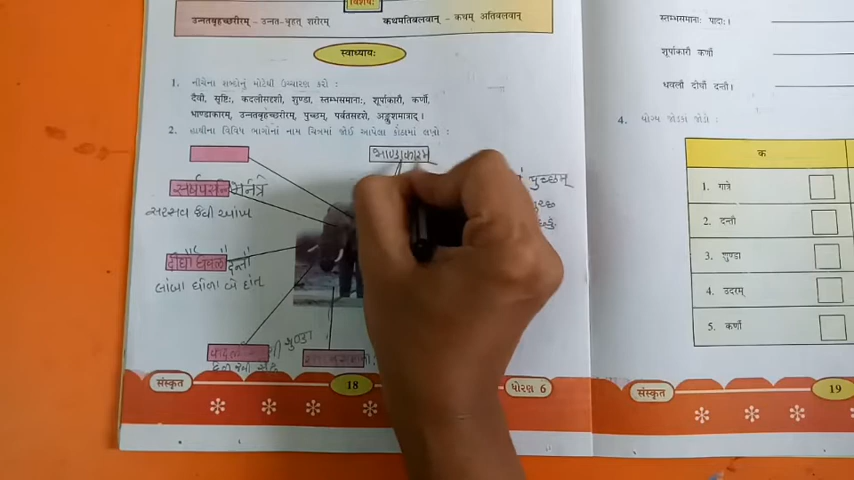 विशेषः
उन्नतबृहच्छरीरम् - उन्नत-बृहत् शरीरम्
कथमतिबलवान् - कथम् अतिबलवान्
स्वाध्यायः
1. નીચેના શબ્દોનું મોટેથી ઉચ્ચારણ કરો :
दैवी, सृष्टिः, कदलीसदृशी, शुण्डा, स्तम्भसमानाः, शूर्पाकारौ, कर्णौ,
भाण्डाकारम्, उन्नतबृहच्छरीरम्, पुच्छम्, पर्वतसदृशे, अङ्कुशमात्रात् ।
2. હાથીના વિવિધ ભાગોનાં નામ ચિત્રમાં જોઈ આપેલા કોઠામાં લખો :
भाण्डाकारम्
पुच्छम्
સરસવ જેવી આંખ
दीर्घौ धवलौ दन्तौ
લાંબા ધોળા બે દાંત
शुण्डा
संस्कृत
18
ધોરણ 6
स्तम्भसमानाः पादाः।
शूर्पाकारौ कर्णौ
धवलौ दीर्घौ दन्तौ।
4. યોગ્ય જોડકાં જોડો :
क
1. गात्रे
2. दन्तौ
3. शुण्डा
4. उदरम्
5. कर्णौ
संस्कृत
19